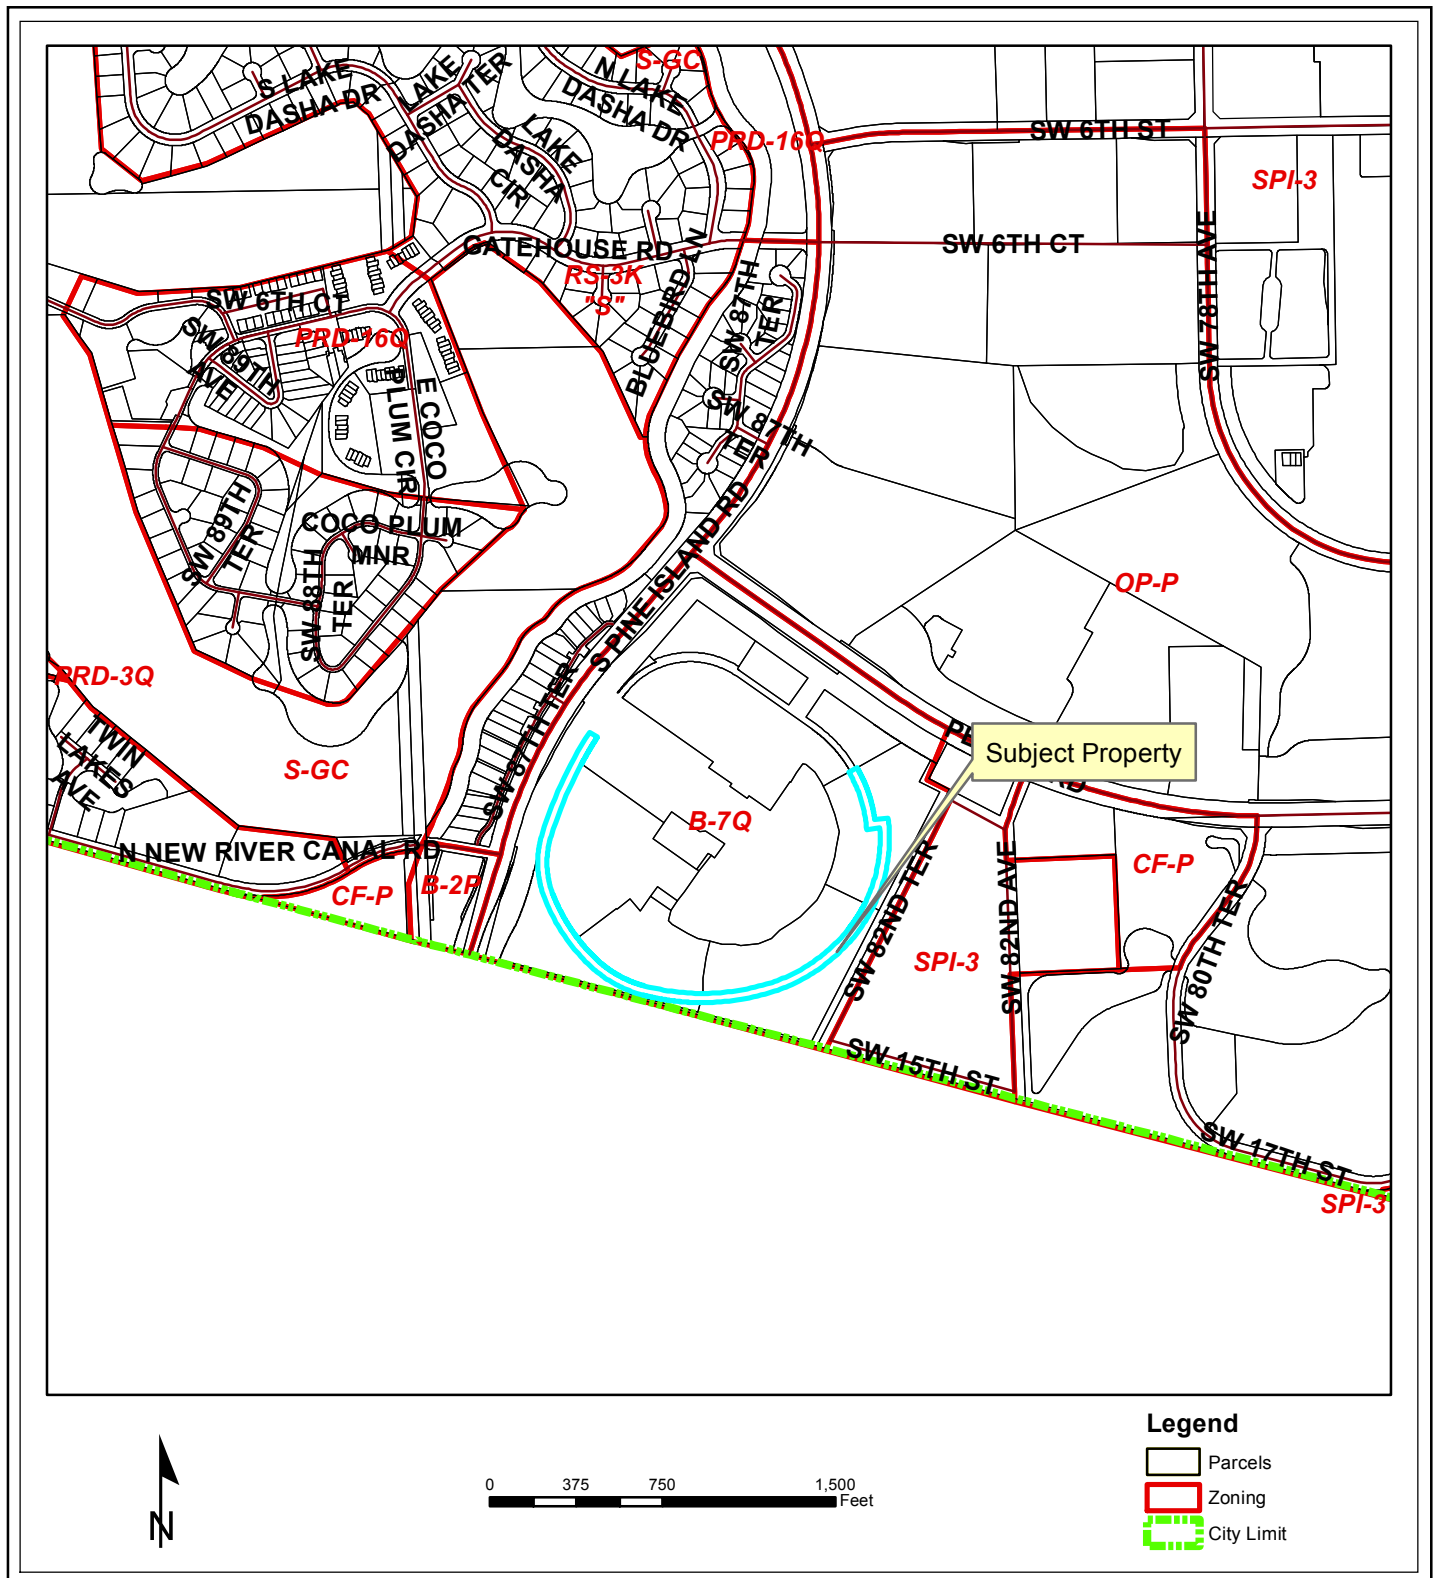 S-GC
S LAKE
DASHA DR
LAKE
DASHA TER
N LAKE
DASHA DR
LAKE
DASHA
CIR
PRD-16Q
SW 6TH ST
SPI-3
GATEHOUSE RD
SW 6TH CT
RS-3K
"S"
BLUEBIRD LN
SW 87TH
TER
SW 78TH AVE
SW 6TH CT
PRD-16Q
SW 89TH
AVE
E COCO
PLUM CIR
SW 87TH
TER
SW 89TH
TER
COCO PLUM
MNR
SW 88TH
TER
S PINE ISLAND RD
OP-P
PRD-3Q
TWIN
LAKES
AVE
S-GC
SW 87TH TER
Subject Property
RD
B-7Q
N NEW RIVER CANAL RD
CF-P
B-2P
SW 82ND TER
SW 82ND AVE
CF-P
SW 80TH TER
SPI-3
SW 15TH ST
SW 17TH ST
SPI-3
N
0 375 750 1,500
Feet
Legend
Parcels
Zoning
City Limit